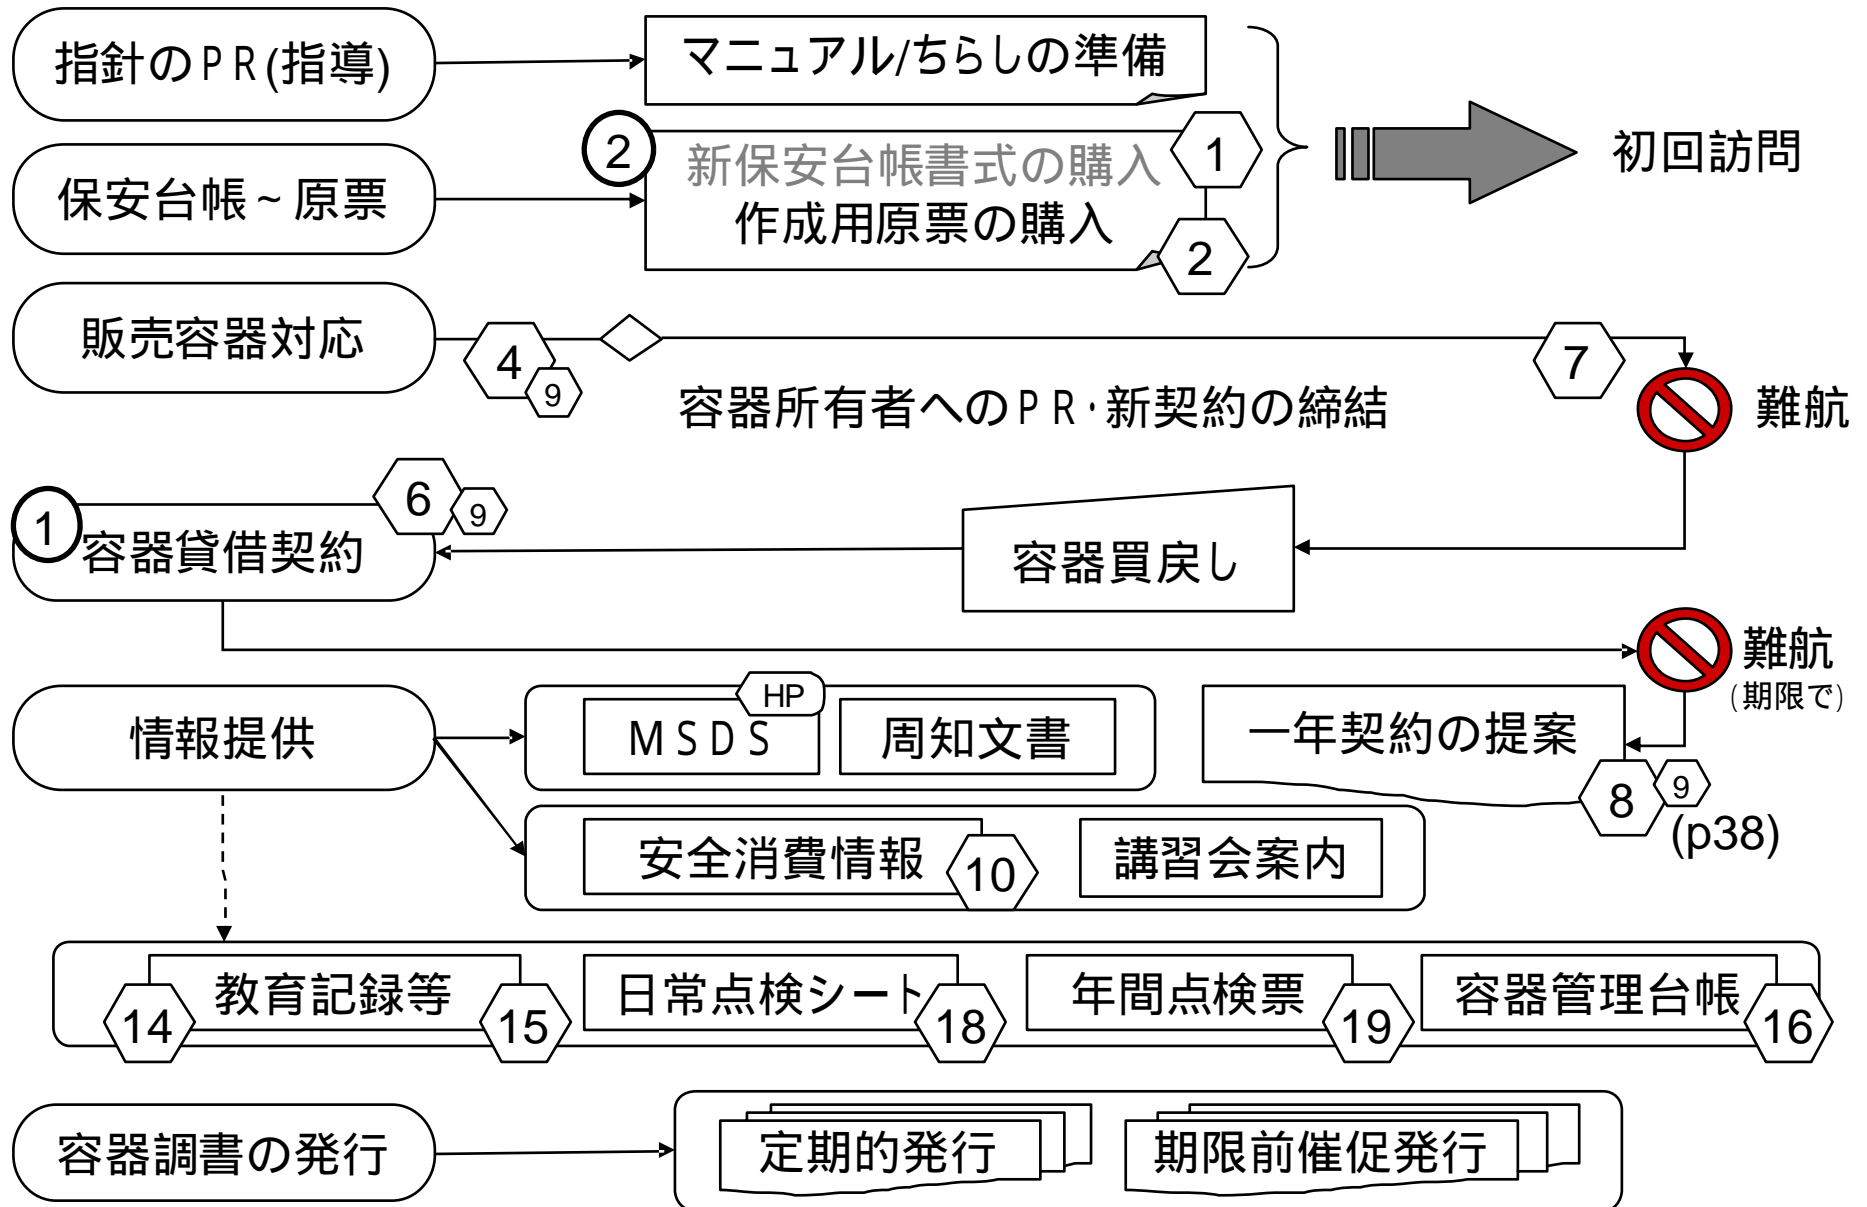 指針のＰＲ(指導)
マニュアル/ちらしの準備
2
新保安台帳書式の購入
1
初回訪問
保安台帳～原票
作成用原票の購入
2
販売容器対応
4
9
7
容器所有者へのＰＲ・新契約の締結
難航
1
6
9
容器貸借契約
容器買戻し
難航
（期限で）
情報提供
HP
ＭＳＤＳ
周知文書
一年契約の提案
8
9
(p38)
安全消費情報
10
講習会案内
教育記録等
14
15
日常点検シート
18
年間点検票
19
容器管理台帳
16
容器調書の発行
定期的発行
期限前催促発行